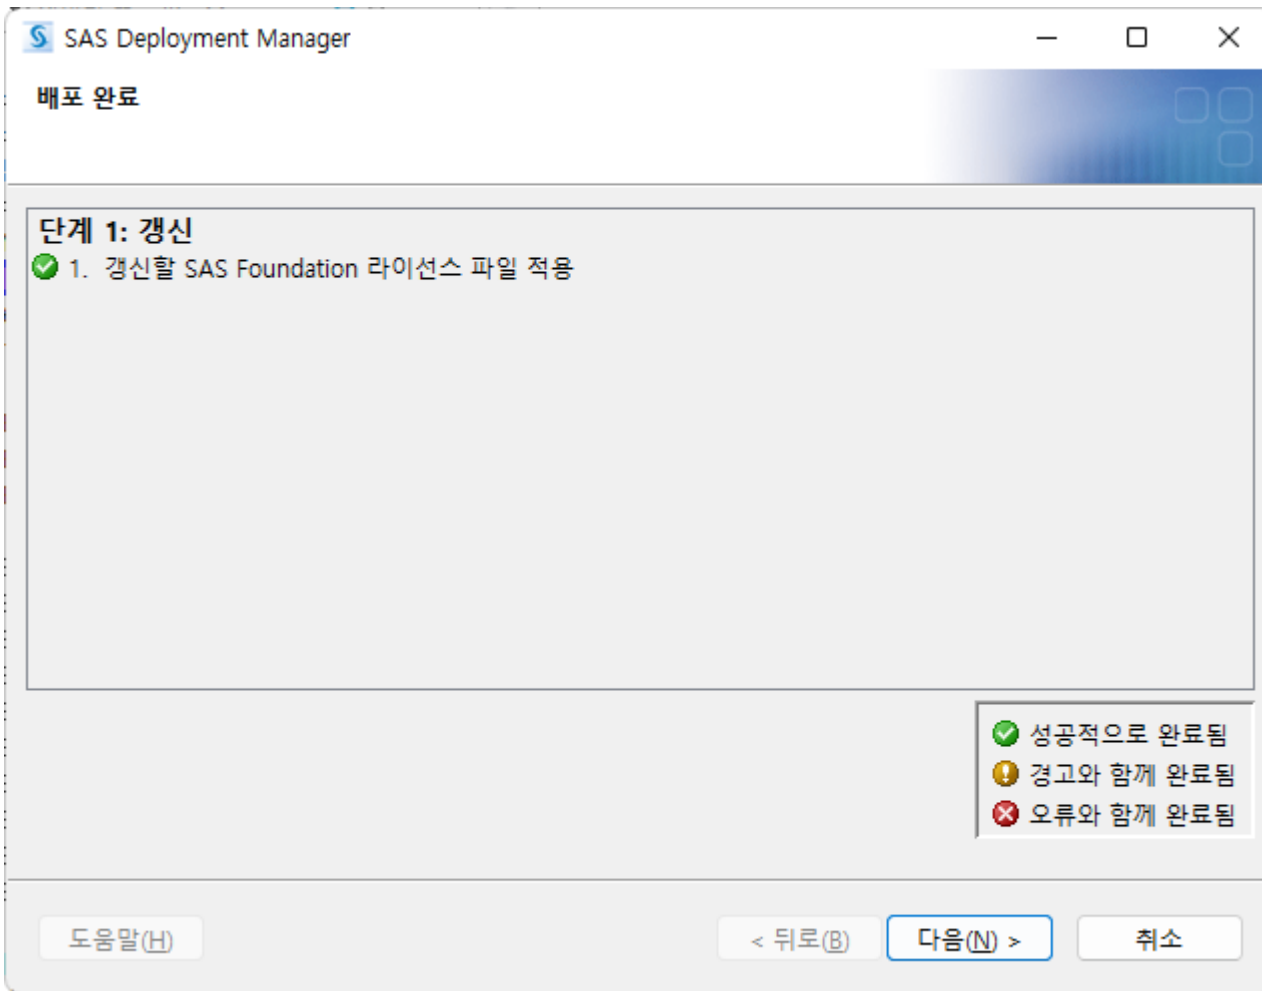 SAS Deployment Manager
배포 완료
단계 1: 갱신
1. 갱신할 SAS Foundation 라이선스 파일 적용
성공적으로 완료됨
경고와 함께 완료됨
오류와 함께 완료됨
도움말(H)
< 뒤로(B)
다음(N) >
취소